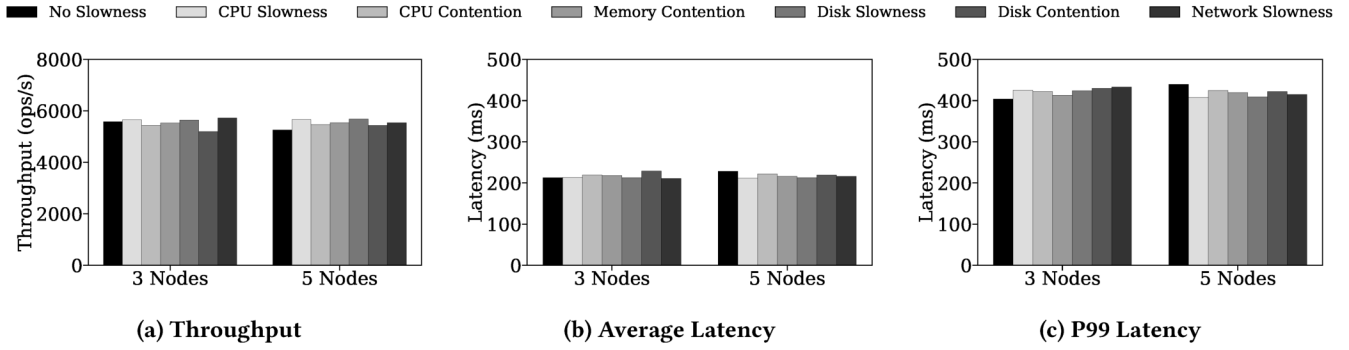 No Slowness CPU Slowness CPU Contention Memory Contention Disk Slowness Disk Contention Network Slowness
Throughput (ops/s)
8000
6000
4000
2000
0
3 Nodes 5 Nodes
(a) Throughput
Latency (ms)
500
400
300
200
100
0
3 Nodes 5 Nodes
(b) Average Latency
Latency (ms)
500
400
300
200
100
0
3 Nodes 5 Nodes
(c) P99 Latency